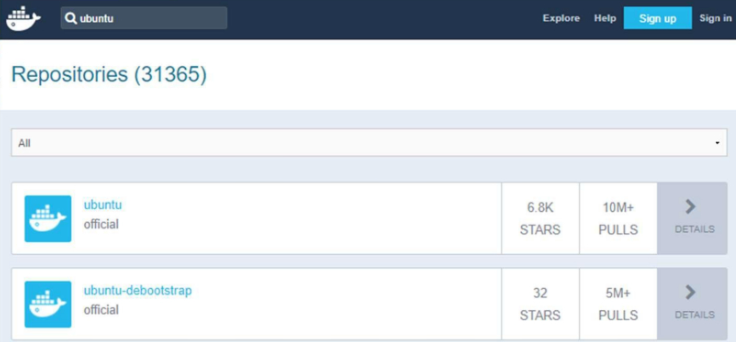 ubuntu Explore Help Sign up Sign in
Repositories (31365)
All
ubuntu 6.8K 10M+
official STARS PULLS DETAILS
ubuntu-debootstrap 32 5M+
official STARS PULLS DETAILS